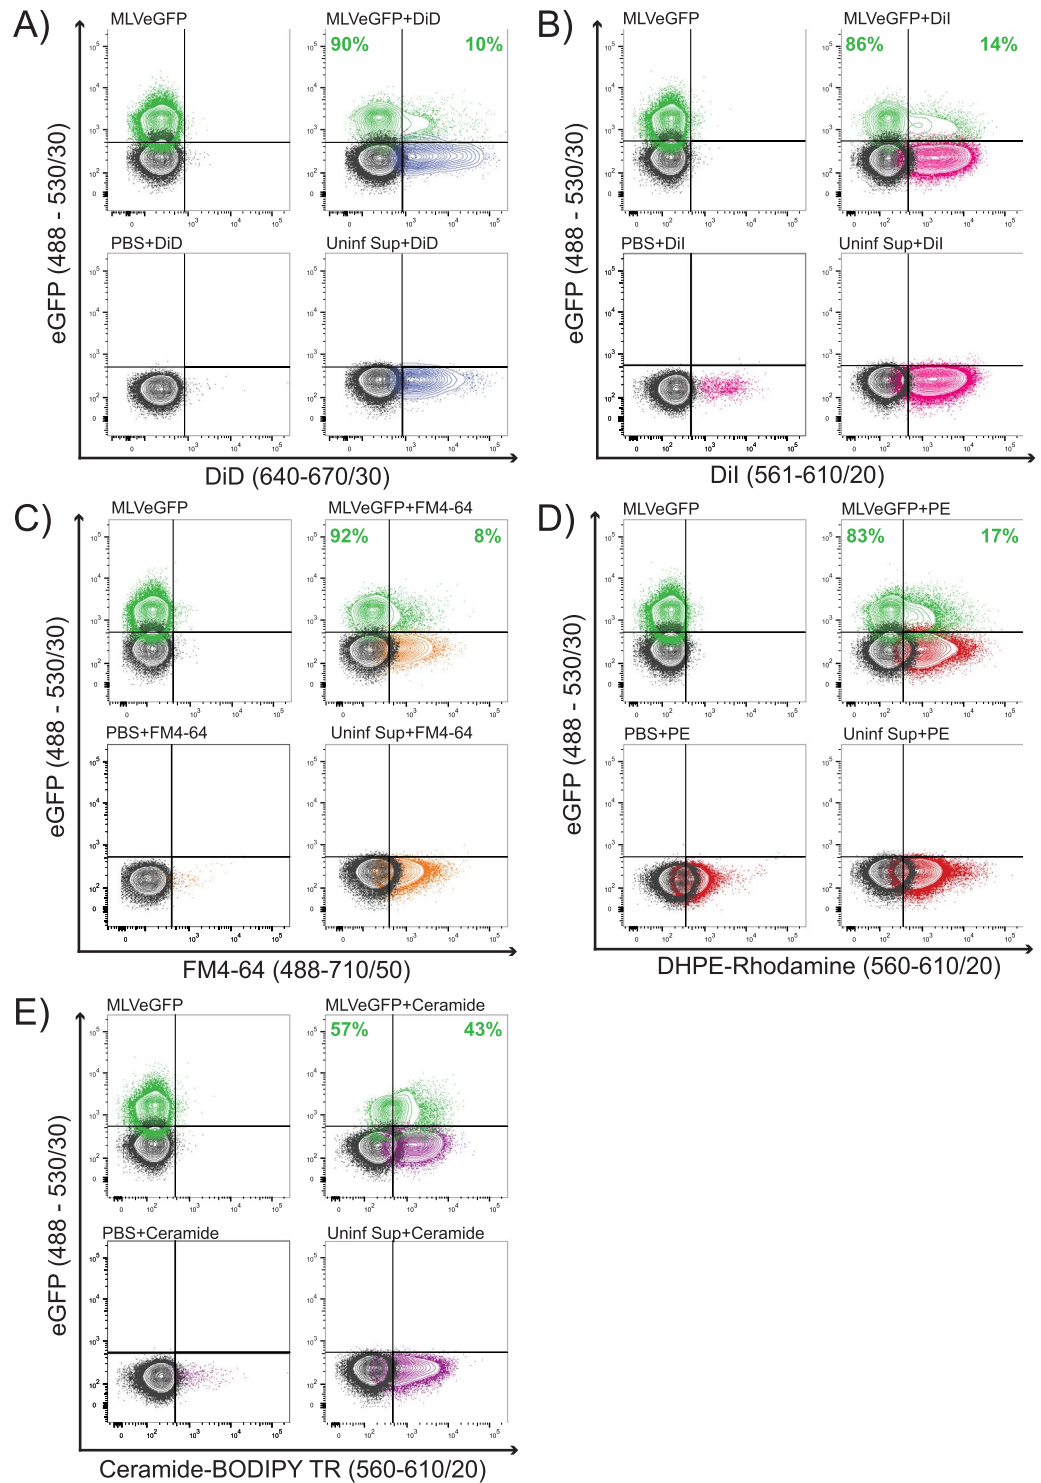 A)
MLVeGFP
MLVeGFP+DiD
90%
10%
PBS+DiD
Uninf Sup+DiD
eGFP (488 - 530/30)
DiD (640-670/30)
B)
MLVeGFP
MLVeGFP+DiI
86%
14%
PBS+DiI
Uninf Sup+DiI
eGFP (488 - 530/30)
DiI (561-610/20)
C)
MLVeGFP
MLVeGFP+FM4-64
92%
8%
PBS+FM4-64
Uninf Sup+FM4-64
eGFP (488 - 530/30)
FM4-64 (488-710/50)
D)
MLVeGFP
MLVeGFP+PE
83%
17%
PBS+PE
Uninf Sup+PE
eGFP (488 - 530/30)
DHPE-Rhodamine (560-610/20)
E)
MLVeGFP
MLVeGFP+Ceramide
57%
43%
PBS+Ceramide
Uninf Sup+Ceramide
eGFP (488 - 530/30)
Ceramide-BODIPY TR (560-610/20)